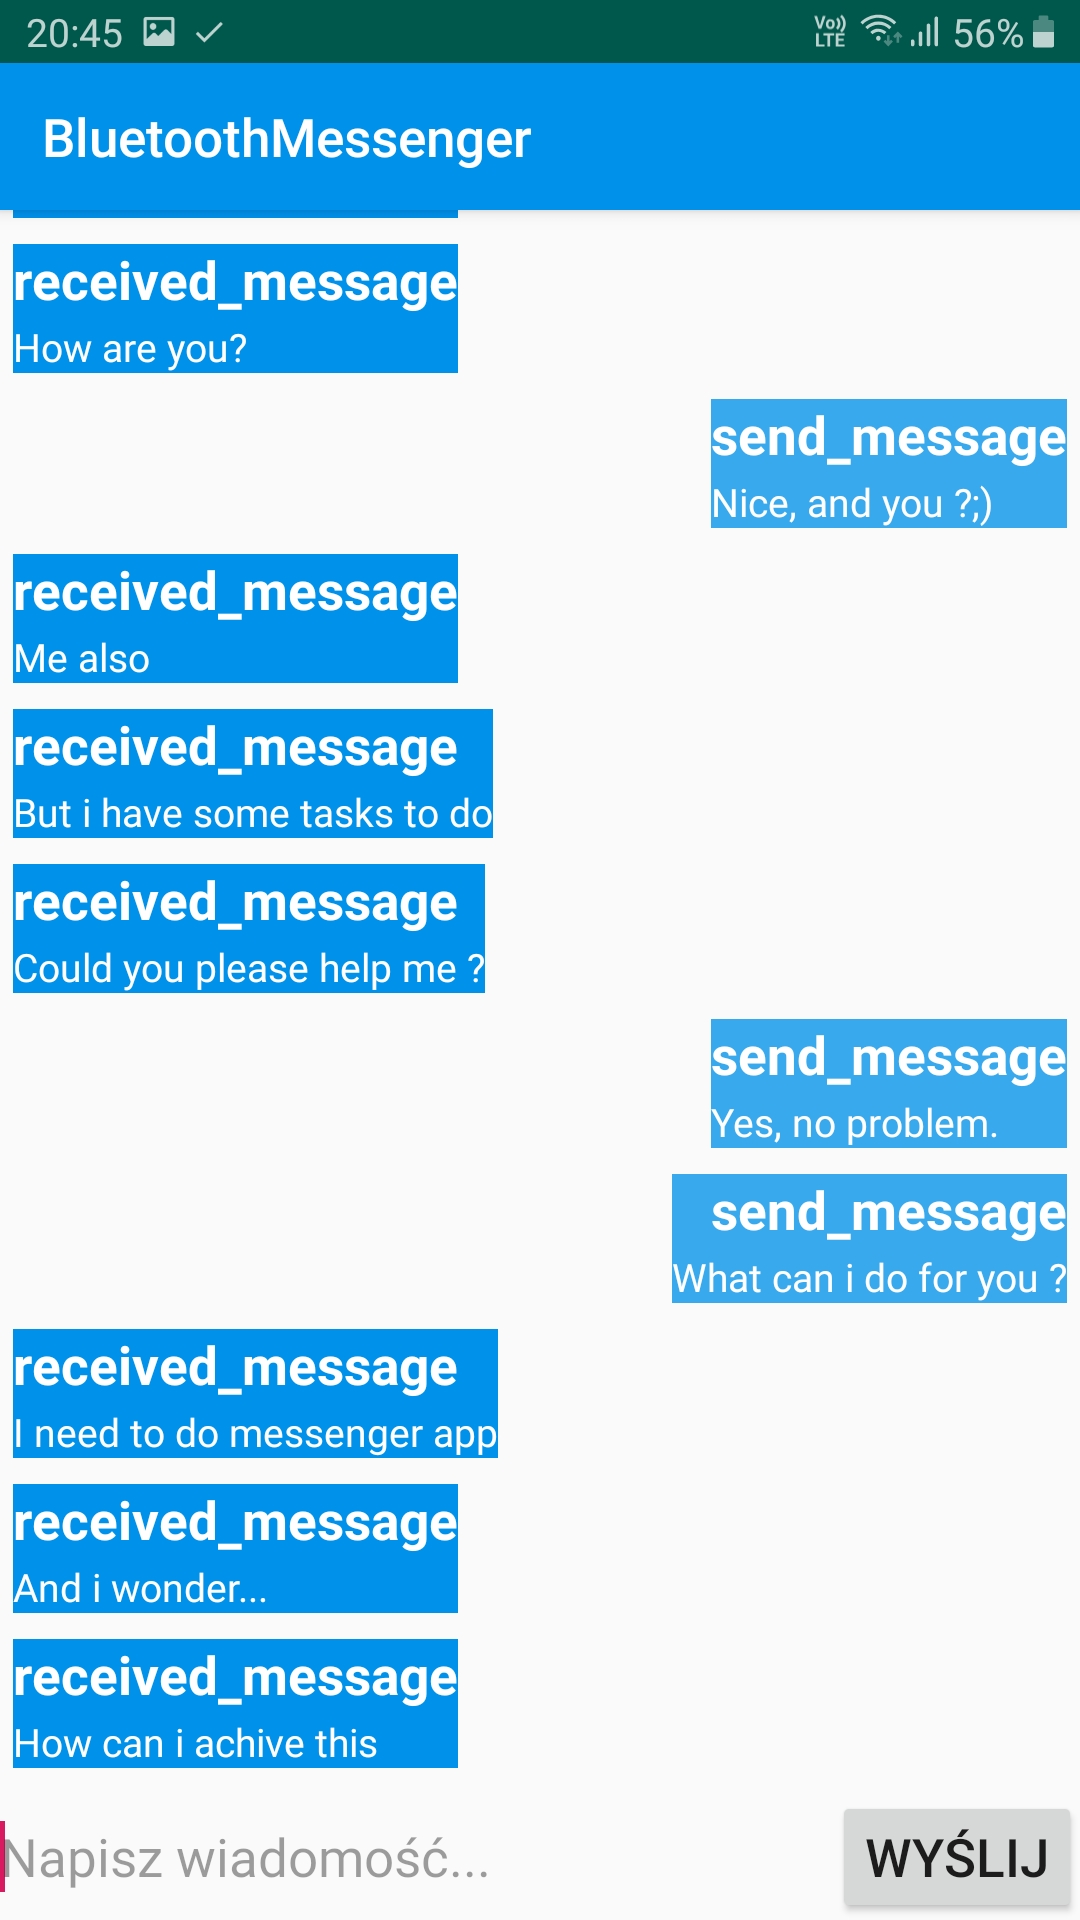 20:45 Vo)) LTE 56%
BluetoothMessenger
received_message
How are you?
send_message
Nice, and you ?;)
received_message
Me also
received_message
But i have some tasks to do
received_message
Could you please help me ?
send_message
Yes, no problem.
send_message
What can i do for you ?
received_message
I need to do messenger app
received_message
And i wonder...
received_message
How can i achive this
Napisz wiadomość... WYŚLIJ